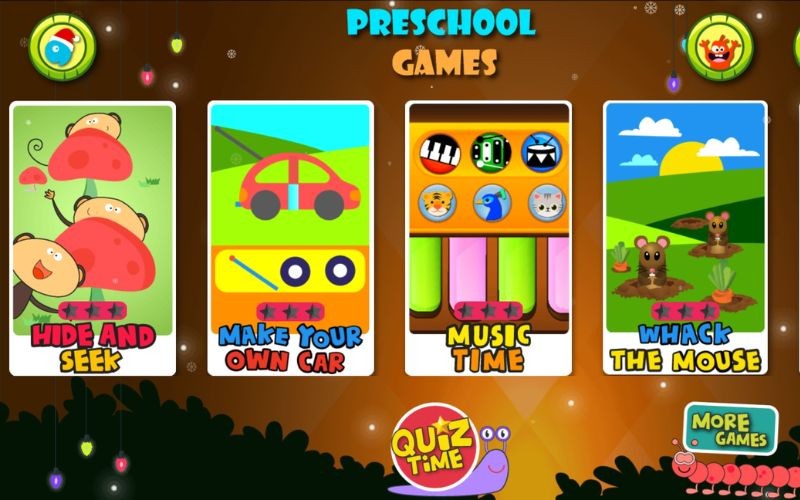 PRESCHOOL
GAMES
HIDE AND
SEEK
MAKE YOUR
OWN CAR
MUSIC
TIME
WHACK
THE MOUSE
QUIZ
TIME
MORE
GAMES